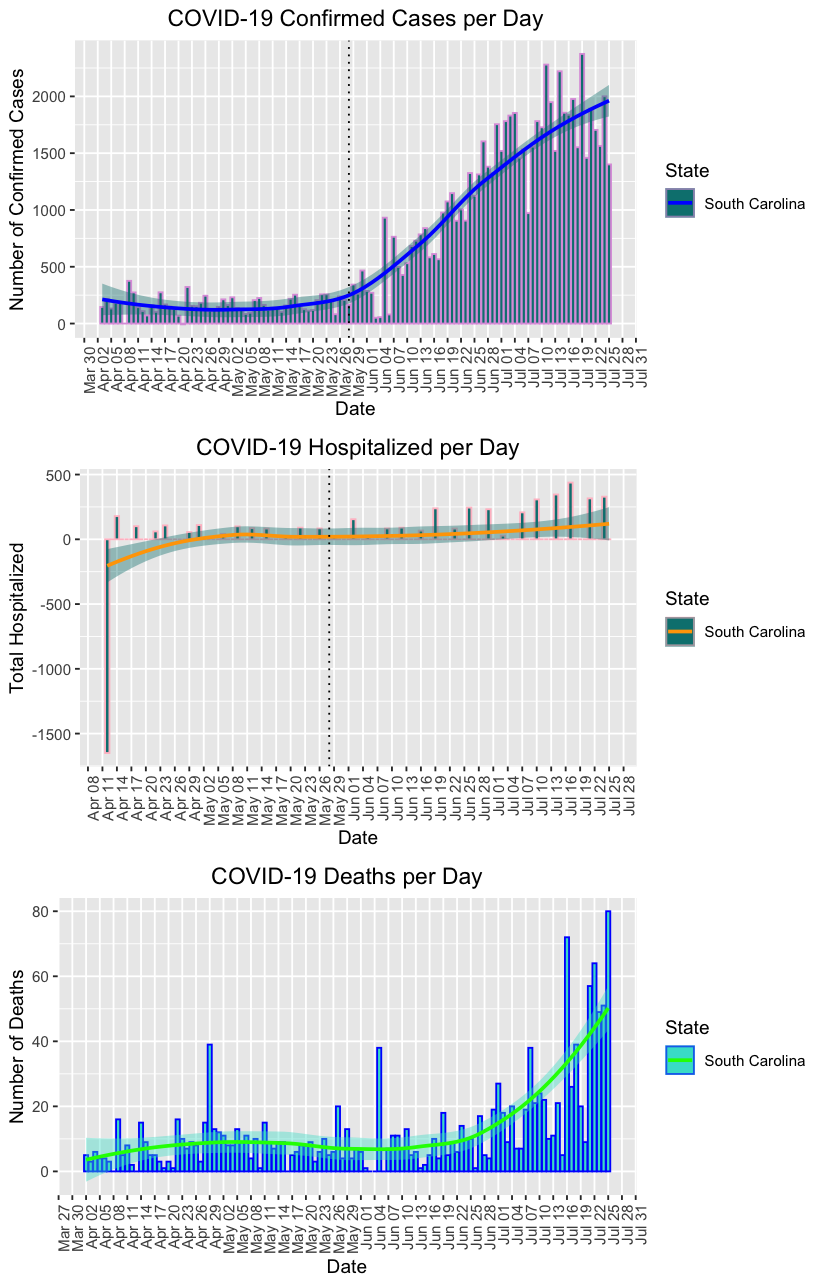 COVID-19 Confirmed Cases per Day
Number of Confirmed Cases
2000
1500
1000
500
0
Mar 30 Apr 02 Apr 05 Apr 08 Apr 11 Apr 14 Apr 17 Apr 20 Apr 23 Apr 26 Apr 29 May 02 May 05 May 08 May 11 May 14 May 17 May 20 May 23 May 26 May 29 Jun 01 Jun 04 Jun 07 Jun 10 Jun 13 Jun 16 Jun 19 Jun 22 Jun 25 Jun 28 Jul 01 Jul 04 Jul 07 Jul 10 Jul 13 Jul 16 Jul 19 Jul 22 Jul 25 Jul 28 Jul 31
Date
State
South Carolina
COVID-19 Hospitalized per Day
Total Hospitalized
500
0
-500
-1000
-1500
Apr 08 Apr 11 Apr 14 Apr 17 Apr 20 Apr 23 Apr 26 Apr 29 May 02 May 05 May 08 May 11 May 14 May 17 May 20 May 23 May 26 May 29 Jun 01 Jun 04 Jun 07 Jun 10 Jun 13 Jun 16 Jun 19 Jun 22 Jun 25 Jun 28 Jul 01 Jul 04 Jul 07 Jul 10 Jul 13 Jul 16 Jul 19 Jul 22 Jul 25 Jul 28
Date
State
South Carolina
COVID-19 Deaths per Day
Number of Deaths
80
60
40
20
0
Mar 27 Mar 30 Apr 02 Apr 05 Apr 08 Apr 11 Apr 14 Apr 17 Apr 20 Apr 23 Apr 26 Apr 29 May 02 May 05 May 08 May 11 May 14 May 17 May 20 May 23 May 26 May 29 Jun 01 Jun 04 Jun 07 Jun 10 Jun 13 Jun 16 Jun 19 Jun 22 Jun 25 Jun 28 Jul 01 Jul 04 Jul 07 Jul 10 Jul 13 Jul 16 Jul 19 Jul 22 Jul 25 Jul 28 Jul 31
Date
State
South Carolina